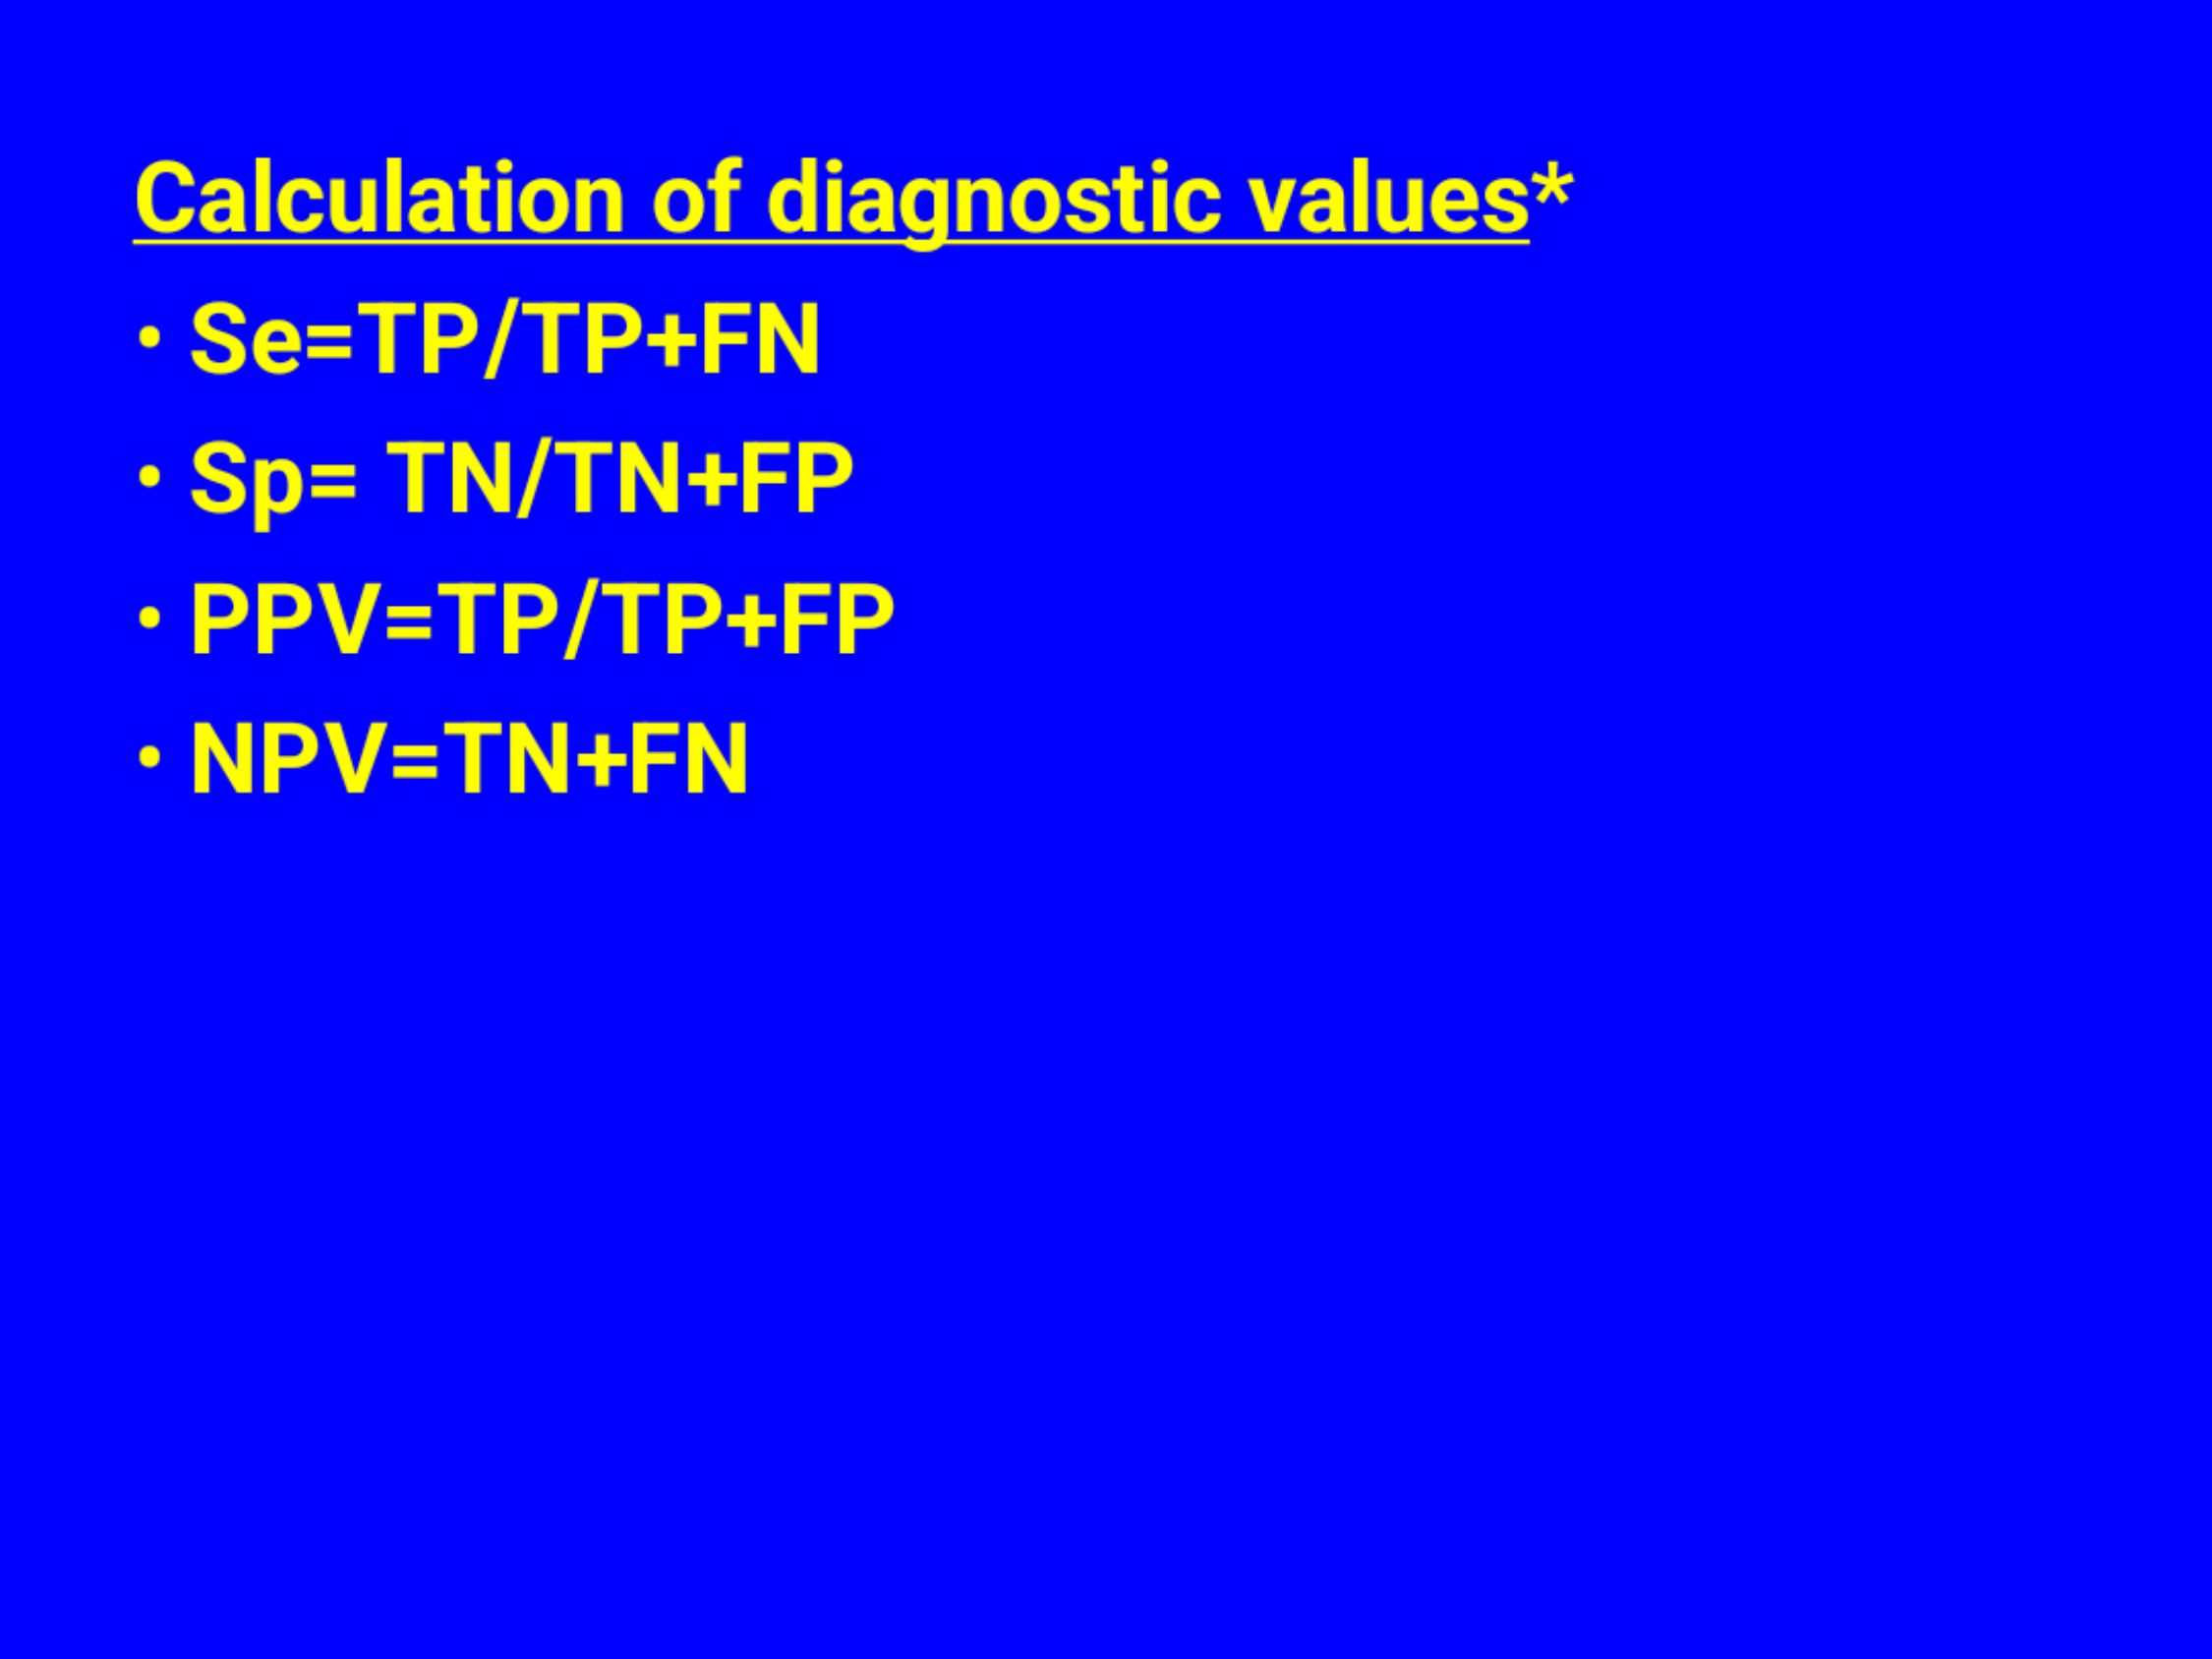 Calculation of diagnostic values*
• Se=TP/TP+FN
• Sp= TN/TN+FP
• PPV=TP/TP+FP
• NPV=TN+FN